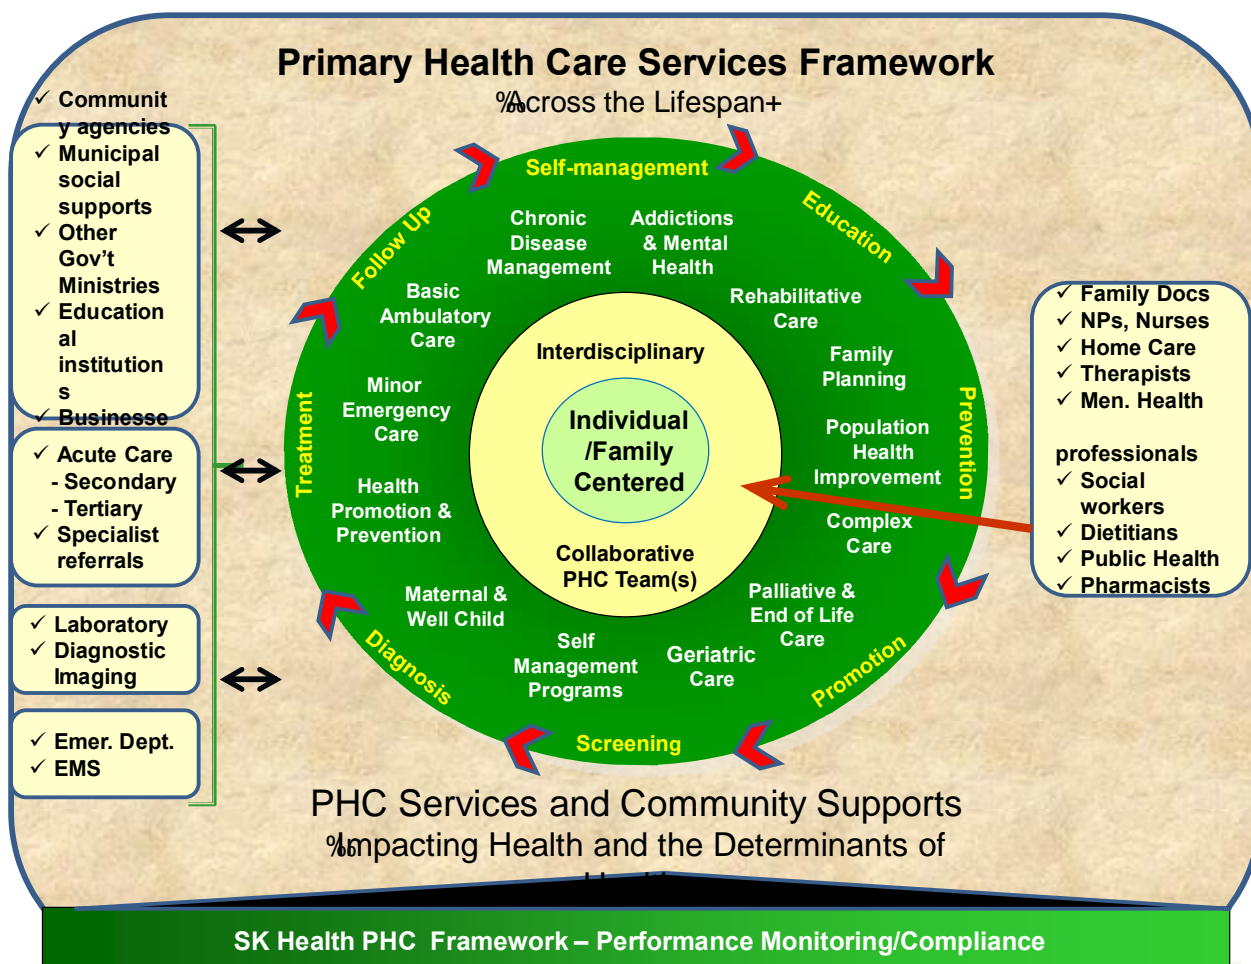 Primary Health Care Services Framework
‰Across the Lifespan+
✓ Communit
y agencies
✓ Municipal
social
supports
✓ Other
Gov't
Ministries
✓ Education
al
institution
s
✓ Businesse
✓ Acute Care
- Secondary
- Tertiary
✓ Specialist
referrals
✓ Laboratory
✓ Diagnostic
Imaging
✓ Emer. Dept.
✓ EMS
Self-management
Education
Prevention
Promotion
Screening
Diagnosis
Treatment
Follow Up
Chronic
Disease
Management
Addictions
& Mental
Health
Rehabilitative
Care
Family
Planning
Population
Health
Improvement
Complex
Care
Palliative &
End of Life
Care
Geriatric
Care
Self
Management
Programs
Maternal &
Well Child
Health
Promotion &
Prevention
Minor
Emergency
Care
Basic
Ambulatory
Care
Interdisciplinary
Individual
/Family
Centered
Collaborative
PHC Team(s)
✓ Family Docs
✓ NPs, Nurses
✓ Home Care
✓ Therapists
✓ Men. Health
professionals
✓ Social
workers
✓ Dietitians
✓ Public Health
✓ Pharmacists
PHC Services and Community Supports
‰Impacting Health and the Determinants of
SK Health PHC Framework – Performance Monitoring/Compliance